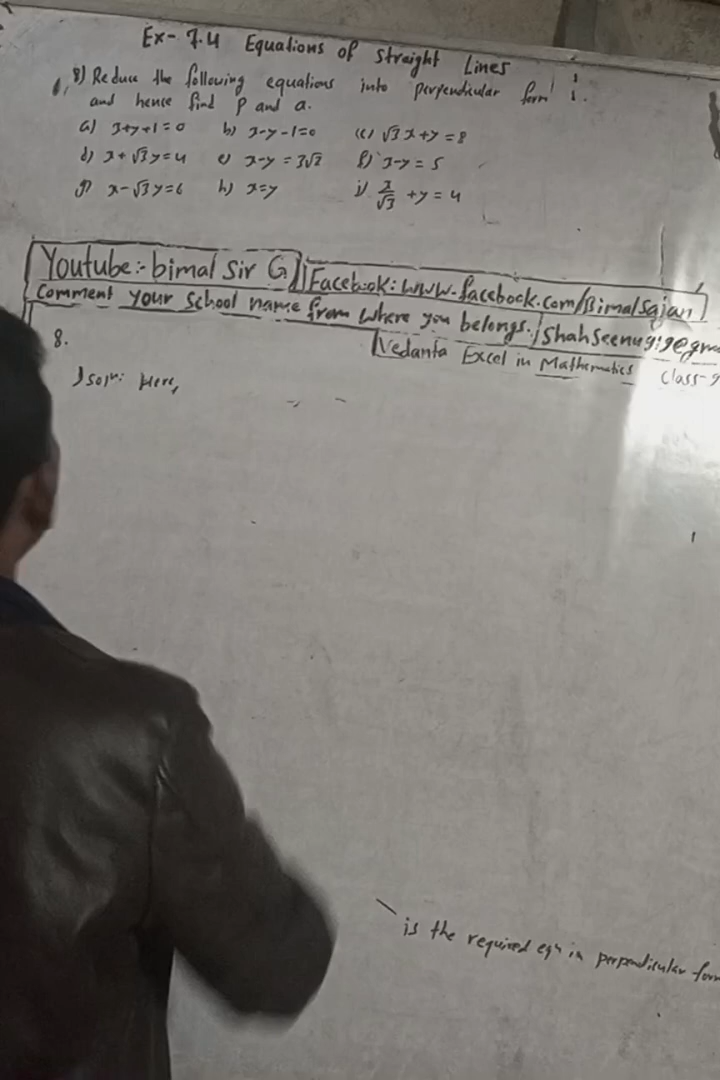 Ex- 7.4 Equations of Straight Lines
8) Reduce the following equations into perpendicular form
and hence find P and α.
a) x+y+1=0 b) x-y-1=0 (c) √3x+y=8
d) x+√3y=4 e) x-y=3√2 f) x-y=5
g) x-√3y=6 h) x=y i) x/√3 +y=4
Youtube:- bimal Sir G Facebook: www.facebook.com/Bimalsajan
Comment your school name from where you belongs.
Vedanta Excel in Mathematics Class-9
8.
Soln: Here,
is the required eqn in perpendicular form